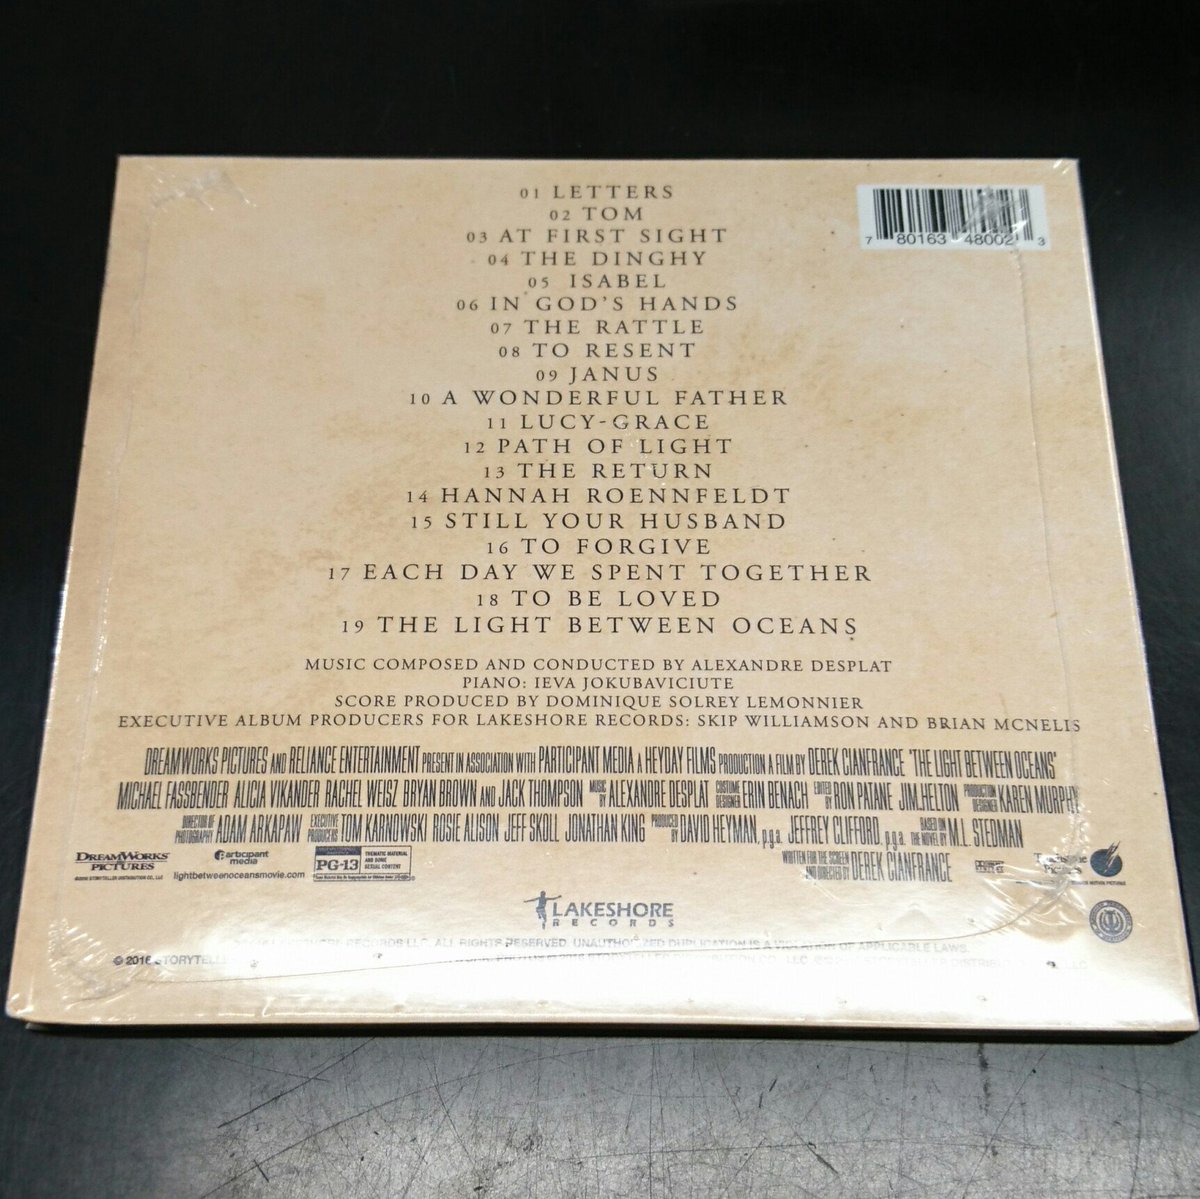 01 LETTERS
02 TOM
03 AT FIRST SIGHT
04 THE DINGHY
05 ISABEL
06 IN GOD'S HANDS
07 THE RATTLE
08 TO RESENT
09 JANUS
10 A WONDERFUL FATHER
11 LUCY-GRACE
12 PATH OF LIGHT
13 THE RETURN
14 HANNAH ROENNFELDT
15 STILL YOUR HUSBAND
16 TO FORGIVE
17 EACH DAY WE SPENT TOGETHER
18 TO BE LOVED
19 THE LIGHT BETWEEN OCEANS
7 80163 48002 3
MUSIC COMPOSED AND CONDUCTED BY ALEXANDRE DESPLAT
PIANO: IEVA JOKUBAVICIUTE
SCORE PRODUCED BY DOMINIQUE SOLREY LEMONNIER
EXECUTIVE ALBUM PRODUCERS FOR LAKESHORE RECORDS: SKIP WILLIAMSON AND BRIAN MCNELIS
DREAMWORKS PICTURES AND RELIANCE ENTERTAINMENT PRESENT IN ASSOCIATION WITH PARTICIPANT MEDIA A HEYDAY FILMS PRODUCTION A FILM BY DEREK CIANFRANCE "THE LIGHT BETWEEN OCEANS"
MICHAEL FASSBENDER ALICIA VIKANDER RACHEL WEISZ BRYAN BROWN AND JACK THOMPSON MUSIC BY ALEXANDRE DESPLAT COSTUME DESIGNER ERIN BENACH EDITED BY RON PATANE JIM HELTON PRODUCTION DESIGNER KAREN MURPHY
DIRECTOR OF PHOTOGRAPHY ADAM ARKAPAW EXECUTIVE PRODUCERS TOM KARNOWSKI ROSIE ALISON JEFF SKOLL JONATHAN KING PRODUCED BY DAVID HEYMAN, p.g.a. JEFFREY CLIFFORD, p.g.a. BASED ON THE NOVEL BY M.L. STEDMAN
WRITTEN FOR THE SCREEN AND DIRECTED BY DEREK CIANFRANCE
DREAMWORKS PICTURES
participant media
lightbetweenoceansmovie.com
PG-13 THEMATIC MATERIAL AND SOME SEXUAL CONTENT
LAKESHORE RECORDS
RECORDS LLC. ALL RIGHTS RESERVED. UNAUTHORIZED DUPLICATION IS A VIOLATION OF APPLICABLE LAWS.
© 2016